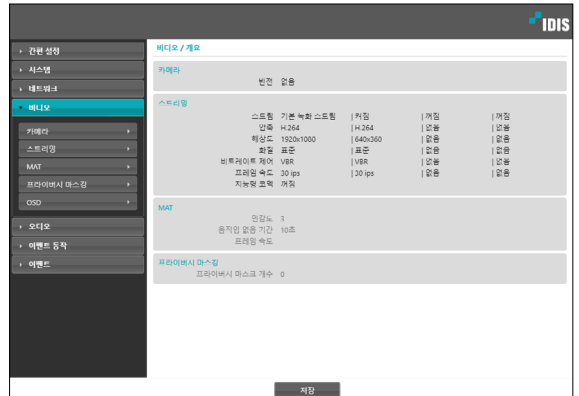 IDIS
간편 설정
시스템
네트워크
비디오
카메라
스트리밍
MAT
프라이버시 마스킹
OSD
오디오
이벤트 동작
이벤트
비디오 / 개요
카메라
반전 없음
스트리밍
스트림 기본 녹화 스트림 |켜짐 |꺼짐 |꺼짐
압축 H.264 |H.264 |없음 |없음
해상도 1920x1080 |640x360 |없음 |없음
화질 표준 |표준 |없음 |없음
비트레이트 제어 VBR |VBR |없음 |없음
프레임 속도 30 ips |30 ips |없음 |없음
지능형 코덱 꺼짐
MAT
민감도 3
움직임 없음 기간 10초
프레임 속도
프라이버시 마스킹
프라이버시 마스크 개수 0
저장